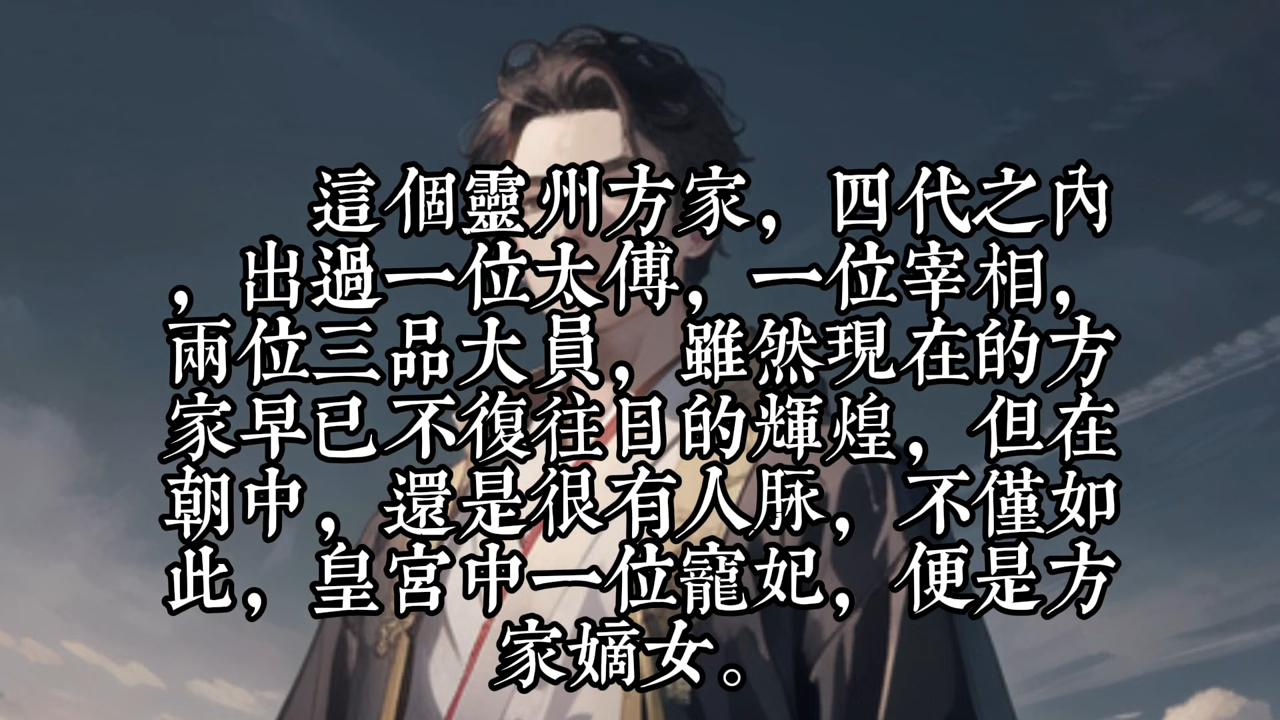 這個靈州方家，四代之內
，出過一位太傅，一位宰相，
兩位三品大員，雖然現在的方
家早已不復往日的輝煌，但在
朝中，還是很有人脈，不僅如
此，皇宮中一位寵妃，便是方
家嫡女。